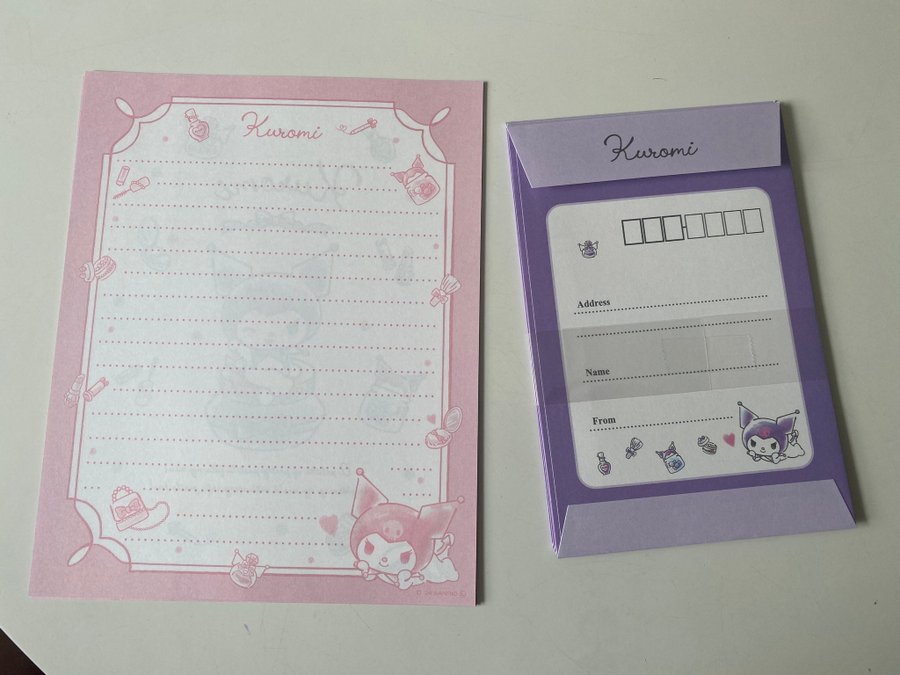 Kuromi
Kuromi
Address
Name
From